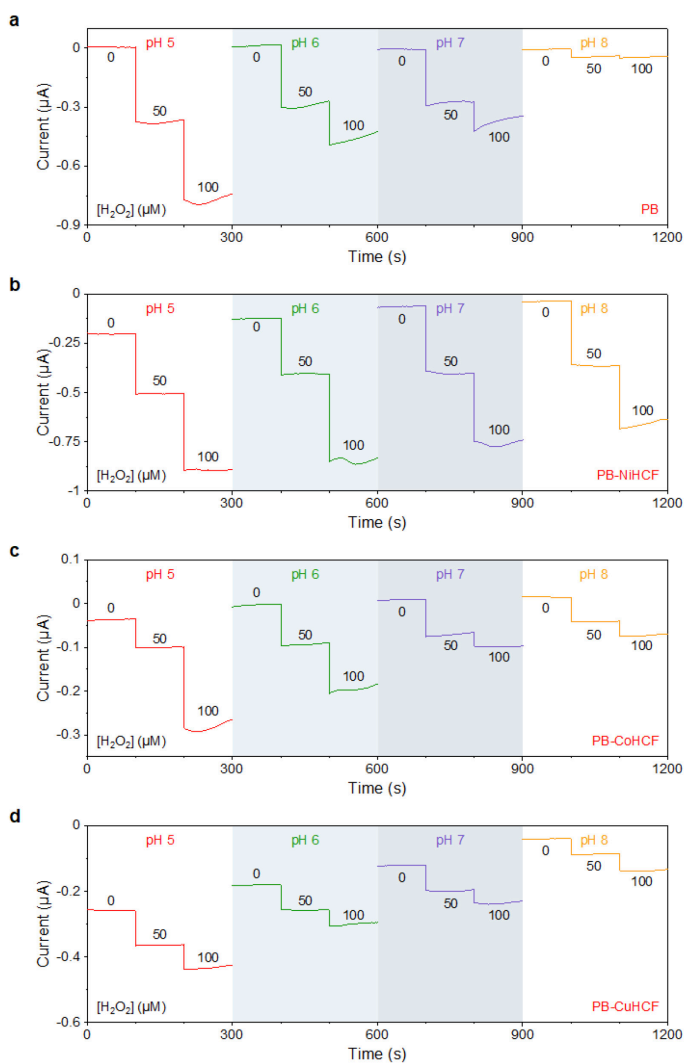 a
pH 5 pH 6 pH 7 pH 8
0 0 0 0 50 100
50 50 50
100 100 100
0
-0.3
-0.6
-0.9
Current (µA)
[H₂O₂] (µM) PB
0 300 600 900 1200
Time (s)
b
pH 5 pH 6 pH 7 pH 8
0 0 0 0
50 50 50 50
100 100 100 100
0
-0.25
-0.5
-0.75
-1
Current (µA)
[H₂O₂] (µM) PB-NiHCF
0 300 600 900 1200
Time (s)
c
pH 5 pH 6 pH 7 pH 8
0 0 0 0
50 50 50 50
100 100 100 100
0.1
0
-0.1
-0.2
-0.3
Current (µA)
[H₂O₂] (µM) PB-CoHCF
0 300 600 900 1200
Time (s)
d
pH 5 pH 6 pH 7 pH 8
0 0 0 0
50 50 50 50
100 100 100 100
0
-0.2
-0.4
-0.6
Current (µA)
[H₂O₂] (µM) PB-CuHCF
0 300 600 900 1200
Time (s)